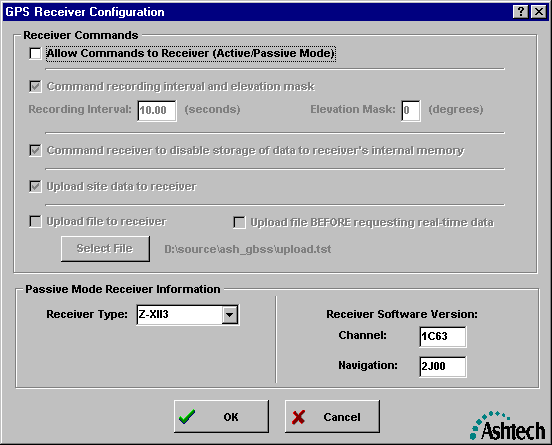 GPS Receiver Configuration
Receiver Commands
Allow Commands to Receiver (Active/Passive Mode)
Command recording interval and elevation mask
Recording Interval: 10.00 (seconds) Elevation Mask: 0 (degrees)
Command receiver to disable storage of data to receiver's internal memory
Upload site data to receiver
Upload file to receiver Upload file BEFORE requesting real-time data
Select File D:\source\ash_gbss\upload.tst
Passive Mode Receiver Information
Receiver Type: Z-XII3 Receiver Software Version:
Channel: 1C63
Navigation: 2J00
OK Cancel
Ashtech